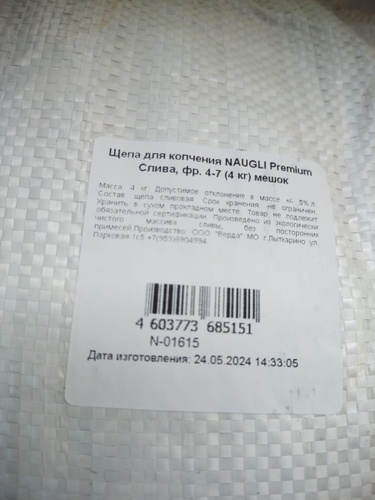 Щепа для копчения NAUGLI Premium
Слива, фр. 4-7 (4 кг) мешок
Масса 4 кг. Допустимое отклонение в массе +/- 5% л.
Состав: щепа сливовая. Срок хранения не ограничен.
Хранить в сухом прохладном месте. Товар не подлежит
обязательной сертификации. Произведено из экологически
чистого массива сливы, без посторонних
примесей.Производство: ООО "Верда" МО г.Лыткарино ул.
Парковая 1с5
4 603773 685151
N-01615
Дата изготовления: 24.05.2024 14:33:05